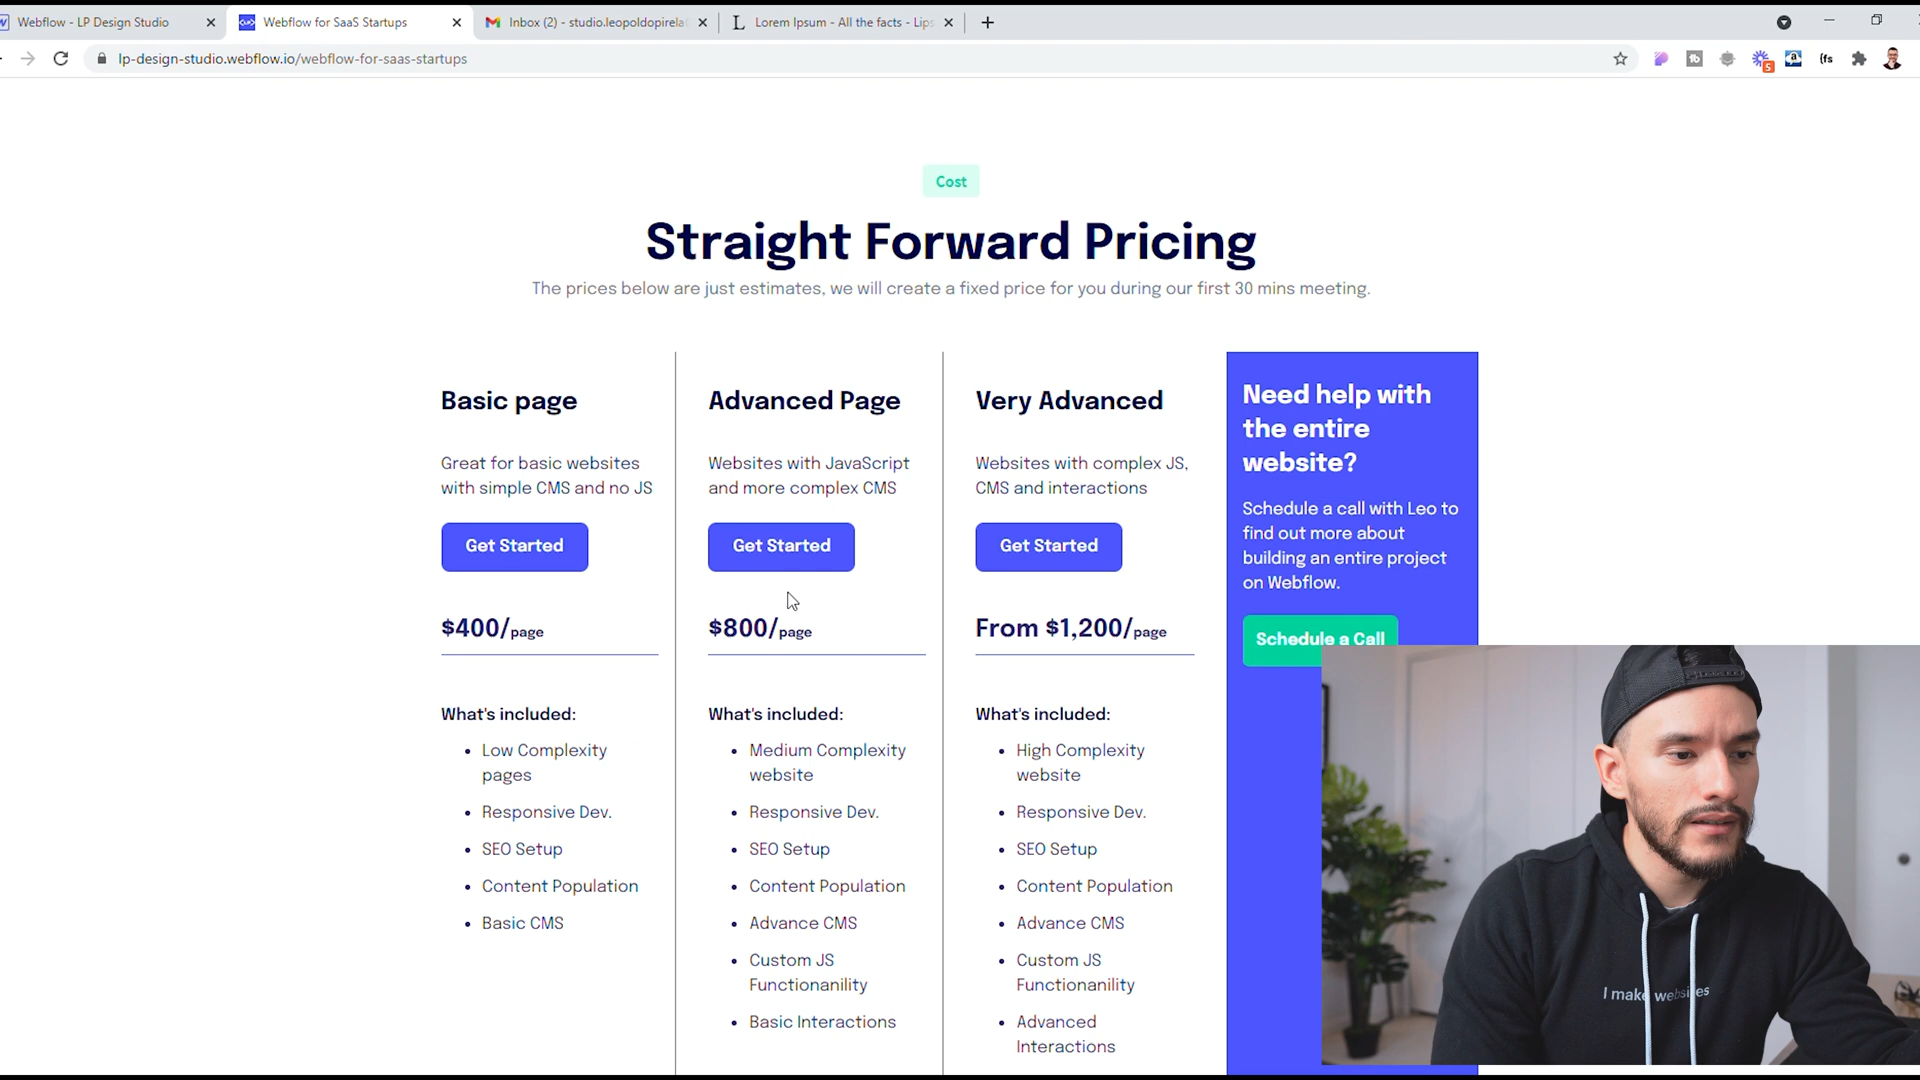 Webflow - LP Design Studio
Webflow for SaaS Startups
Inbox (2) - studio.leopoldopirela
Lorem Ipsum - All the facts - Lips
lp-design-studio.webflow.io/webflow-for-saas-startups
5
{fs
Cost
Straight Forward Pricing
The prices below are just estimates, we will create a fixed price for you during our first 30 mins meeting.
Basic page
Great for basic websites
with simple CMS and no JS
Get Started
$400/page
What's included:
• Low Complexity
pages
• Responsive Dev.
• SEO Setup
• Content Population
• Basic CMS
Advanced Page
Websites with JavaScript
and more complex CMS
Get Started
$800/page
What's included:
• Medium Complexity
website
• Responsive Dev.
• SEO Setup
• Content Population
• Advance CMS
• Custom JS
Functionanility
• Basic Interactions
Very Advanced
Websites with complex JS,
CMS and interactions
Get Started
From $1,200/page
What's included:
• High Complexity
website
• Responsive Dev.
• SEO Setup
• Content Population
• Advance CMS
• Custom JS
Functionanility
• Advanced
Interactions
Need help with
the entire
website?
Schedule a call with Leo to
find out more about
building an entire project
on Webflow.
Schedule a Call
I make websites